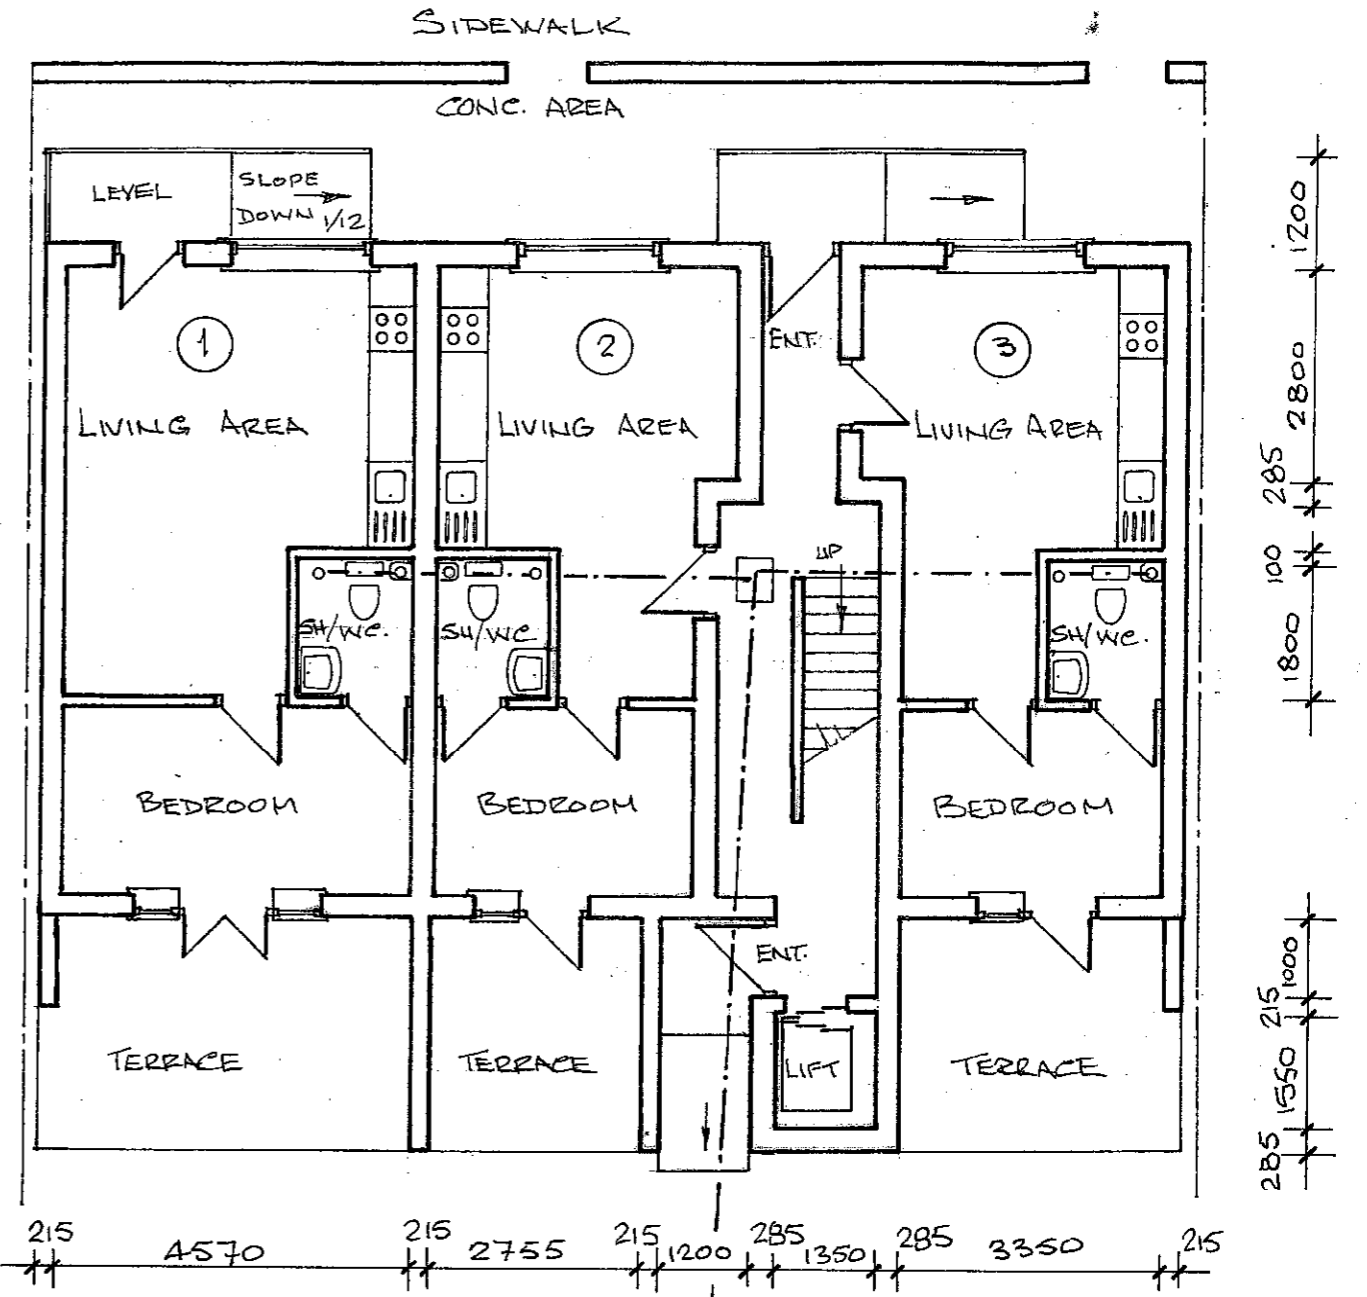 SIDEWALK
CONC. AREA
LEVEL
SLOPE
DOWN 1/12
1200
1
2
ENT.
3
2800
LIVING AREA
LIVING AREA
LIVING AREA
285
UP
100
SH/WC.
SH/WC
SH/WC.
1800
BEDROOM
BEDROOM
BEDROOM
ENT.
1000
215
TERRACE
TERRACE
LIFT
TERRACE
1550
285
215
4570
215
2755
215
1200
285
1350
285
3350
215